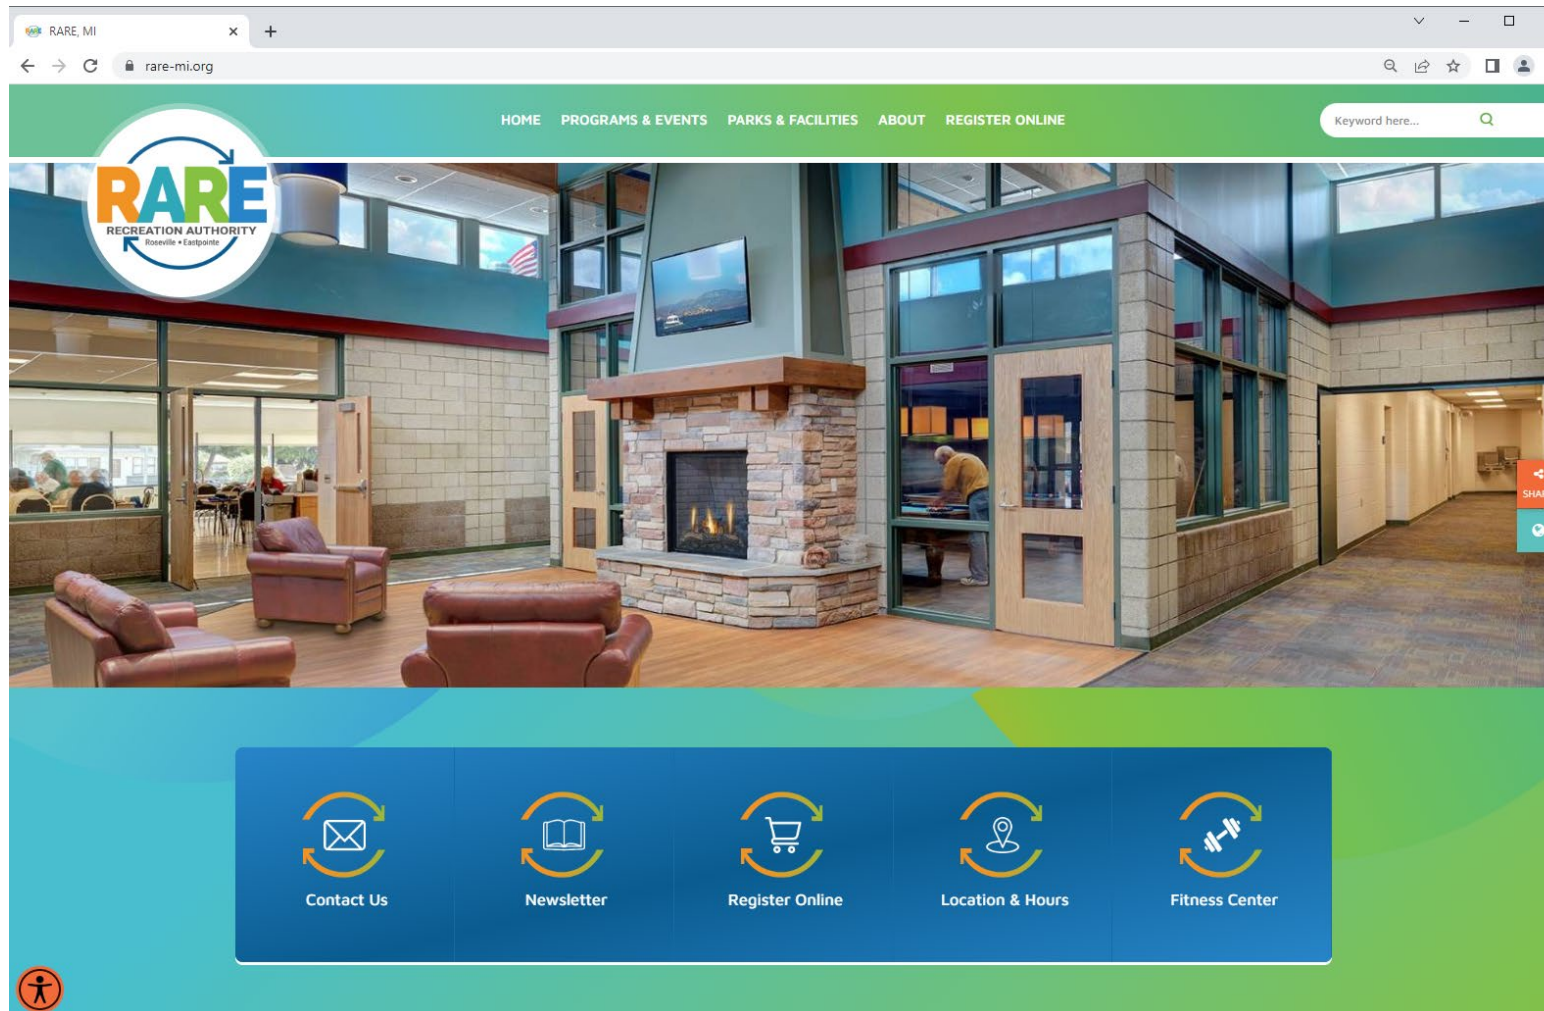 RARE, MI
rare-mi.org
HOME PROGRAMS & EVENTS PARKS & FACILITIES ABOUT REGISTER ONLINE
Keyword here...
RARE
RECREATION AUTHORITY
Roseville • Eastpointe
SHAR
Contact Us
Newsletter
Register Online
Location & Hours
Fitness Center